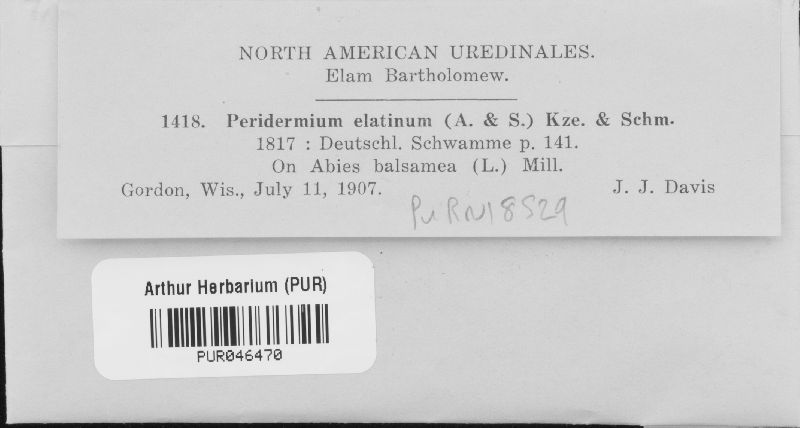 NORTH AMERICAN UREDINALES.
Elam Bartholomew.
1418. Peridermium elatinum (A. & S.) Kze. & Schm.
1817 : Deutschl. Schwamme p. 141.
On Abies balsamea (L.) Mill.
Gordon, Wis., July 11, 1907. J. J. Davis
PURN18529
Arthur Herbarium (PUR)
PUR046470